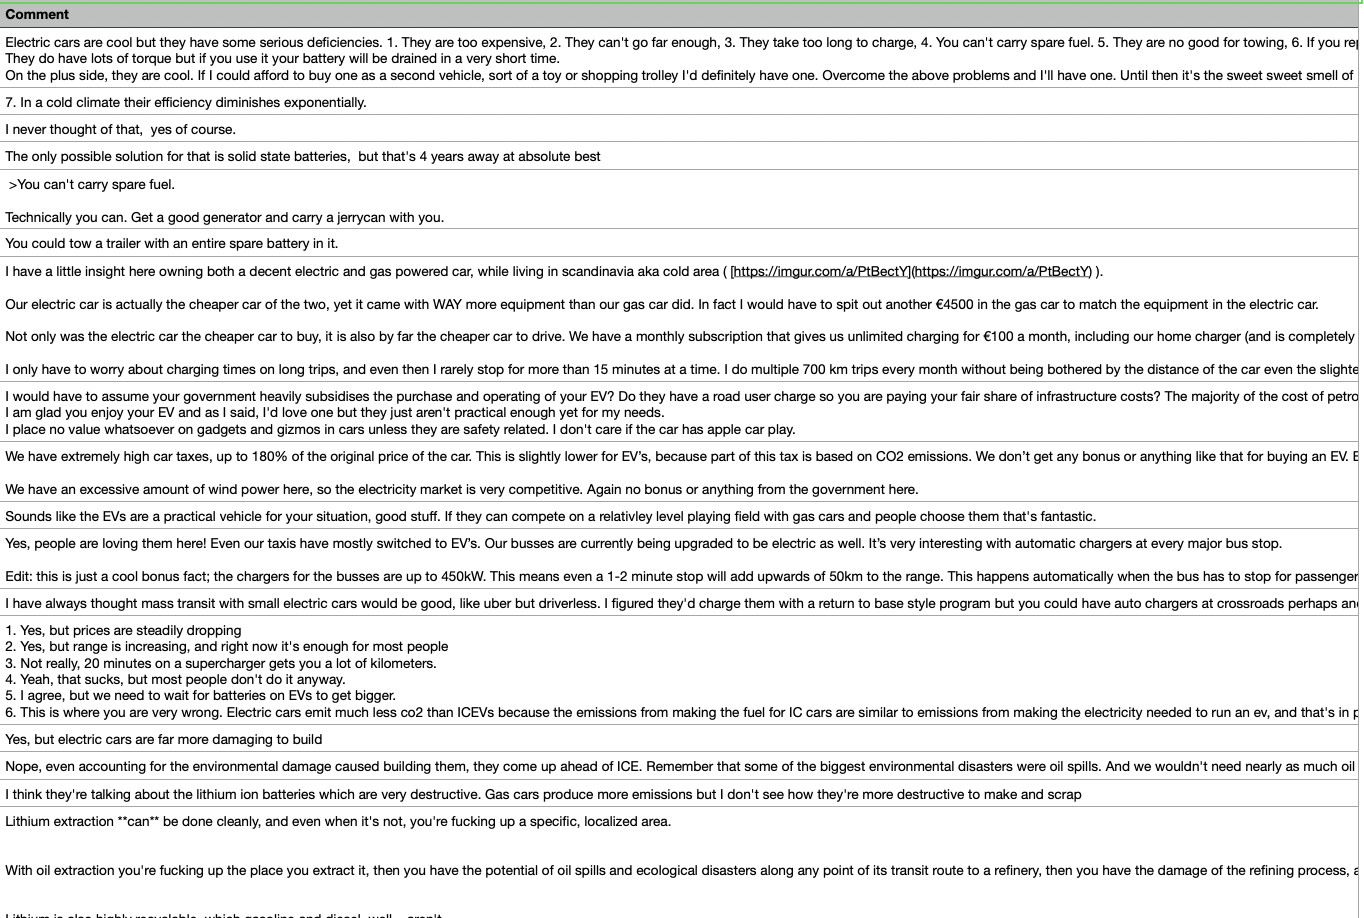 Comment
Electric cars are cool but they have some serious deficiencies. 1. They are too expensive, 2. They can't go far enough, 3. They take too long to charge, 4. You can't carry spare fuel. 5. They are no good for towing, 6. If you
They do have lots of torque but if you use it your battery will be drained in a very short time.
On the plus side, they are cool. If I could afford to buy one as a second vehicle, sort of a toy or shopping trolley I'd definitely have one. Overcome the above problems and I'll have one. Until then it's the sweet sweet smell of
7. In a cold climate their efficiency diminishes exponentially.
I never thought of that,  yes of course.
The only possible solution for that is solid state batteries,  but that's 4 years away at absolute best
>You can't carry spare fuel.
Technically you can. Get a good generator and carry a jerrycan with you.
You could tow a trailer with an entire spare battery in it.
I have a little insight here owning both a decent electric and gas powered car, while living in scandinavia aka cold area ( [https://imgur.com/a/PtBectY](https://imgur.com/a/PtBectY) ).
Our electric car is actually the cheaper car of the two, yet it came with WAY more equipment than our gas car did. In fact I would have to spit out another €4500 in the gas car to match the equipment in the electric car.
Not only was the electric car the cheaper car to buy, it is also by far the cheaper car to drive. We have a monthly subscription that gives us unlimited charging for €100 a month, including our home charger (and is completely
I only have to worry about charging times on long trips, and even then I rarely stop for more than 15 minutes at a time. I do multiple 700 km trips every month without being bothered by the distance of the car even the
I would have to assume your government heavily subsidises the purchase and operating of your EV? Do they have a road user charge so you are paying your fair share of infrastructure costs? The majority of the cost of
I am glad you enjoy your EV and as I said, I'd love one but they just aren't practical enough yet for my needs.
I place no value whatsoever on gadgets and gizmos in cars unless they are safety related. I don't care if the car has apple car play.
We have extremely high car taxes, up to 180% of the original price of the car. This is slightly lower for EV’s, because part of this tax is based on CO2 emissions. We don’t get any bonus or anything like that for buying an EV.
We have an excessive amount of wind power here, so the electricity market is very competitive. Again no bonus or anything from the government here.
Sounds like the EVs are a practical vehicle for your situation, good stuff. If they can compete on a relativley level playing field with gas cars and people choose them that's fantastic.
Yes, people are loving them here! Even our taxis have mostly switched to EV’s. Our busses are currently being upgraded to be electric as well. It’s very interesting with automatic chargers at every major bus stop.
Edit: this is just a cool bonus fact; the chargers for the busses are up to 450kW. This means even a 1-2 minute stop will add upwards of 50km to the range. This happens automatically when the bus has to stop for passenger
I have always thought mass transit with small electric cars would be good, like uber but driverless. I figured they'd charge them with a return to base style program but you could have auto chargers at crossroads perhaps
1. Yes, but prices are steadily dropping
2. Yes, but range is increasing, and right now it's enough for most people
3. Not really, 20 minutes on a supercharger gets you a lot of kilometers.
4. Yeah, that sucks, but most people don't do it anyway.
5. I agree, but we need to wait for batteries on EVs to get bigger.
6. This is where you are very wrong. Electric cars emit much less co2 than ICEVs because the emissions from making the fuel for IC cars are similar to emissions from making the electricity needed to run an ev, and that's in
Yes, but electric cars are far more damaging to build
Nope, even accounting for the environmental damage caused building them, they come up ahead of ICE. Remember that some of the biggest environmental disasters were oil spills. And we wouldn't need nearly as much oil
I think they're talking about the lithium ion batteries which are very destructive. Gas cars produce more emissions but I don't see how they're more destructive to make and scrap
Lithium extraction **can** be done cleanly, and even when it's not, you're fucking up a specific, localized area.
With oil extraction you're fucking up the place you extract it, then you have the potential of oil spills and ecological disasters along any point of its transit route to a refinery, then you have the damage of the refining process,